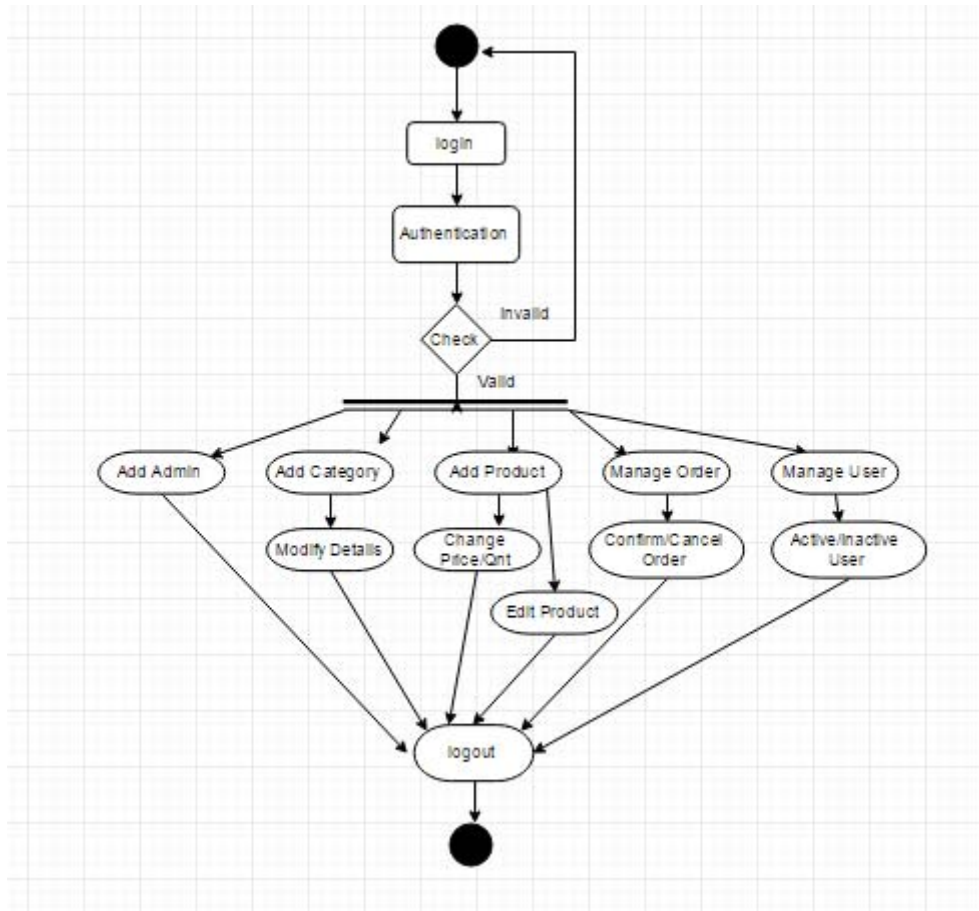 login
Authentication
Invalid
Check
Valid
Add Admin
Add Category
Add Product
Manage Order
Manage User
Modify Details
Change
Price/Qnt
Confirm/Cancel
Order
Active/Inactive
User
Edit Product
logout